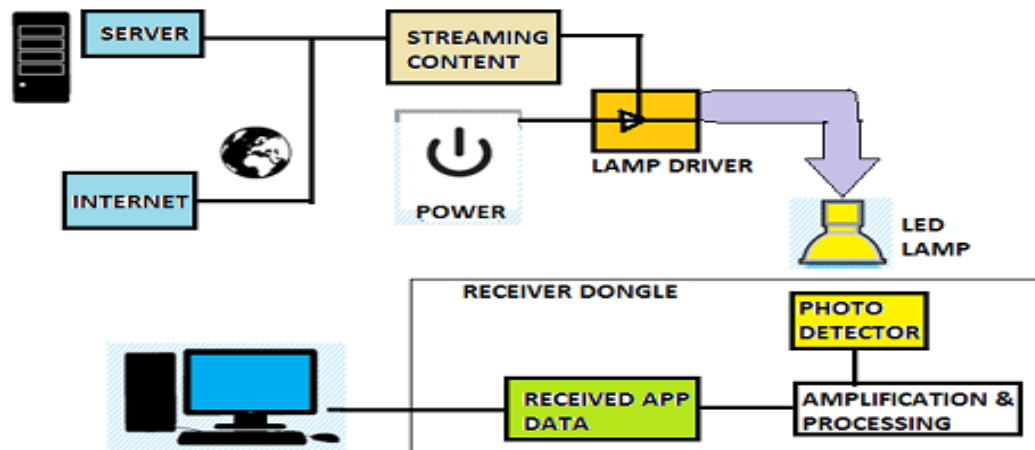 SERVER
STREAMING
CONTENT
INTERNET
POWER
LAMP DRIVER
LED
LAMP
RECEIVER DONGLE
PHOTO
DETECTOR
RECEIVED APP
DATA
AMPLIFICATION &
PROCESSING